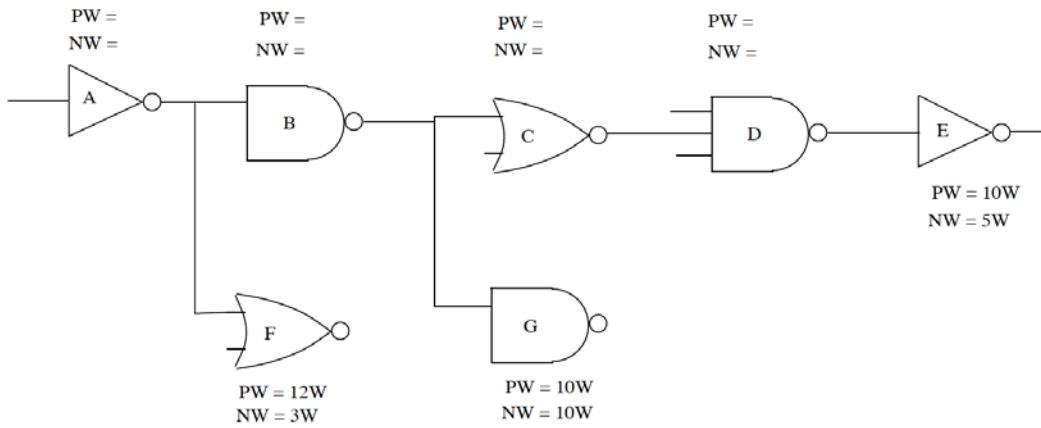 PW =
NW =
PW =
NW =
PW =
NW =
PW =
NW =
A
B
C
D
E
PW = 10W
NW = 5W
F
PW = 12W
NW = 3W
G
PW = 10W
NW = 10W